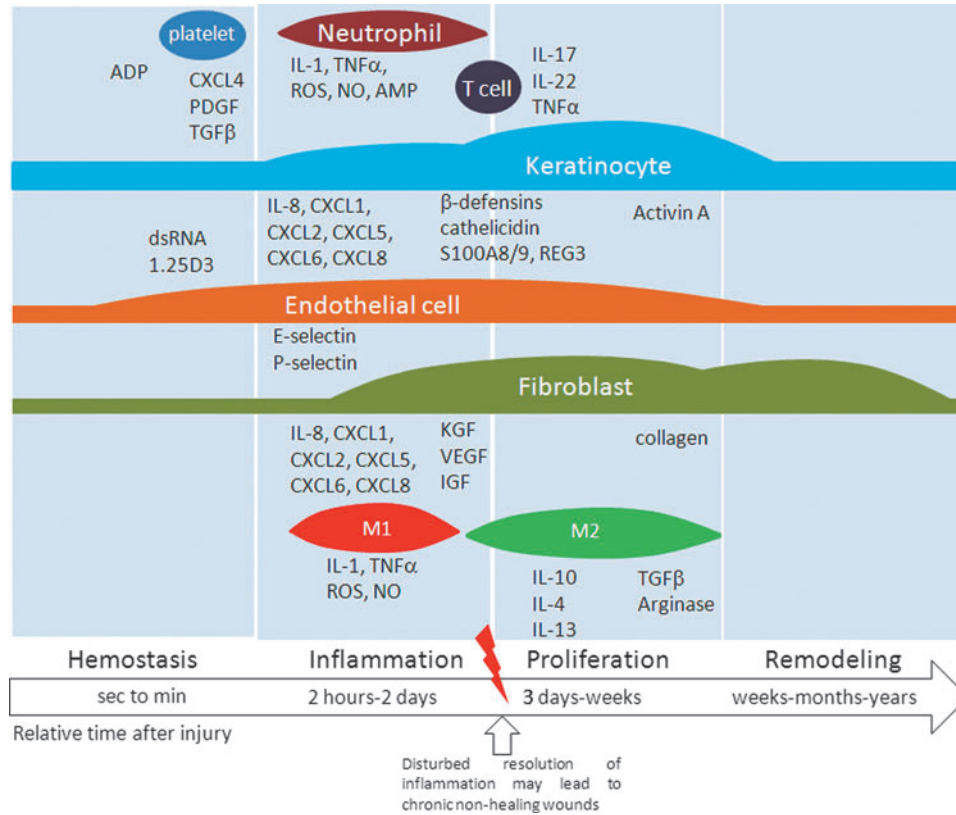 platelet
ADP
CXCL4
PDGF
TGFβ
Neutrophil
IL-1, TNFα,
ROS, NO, AMP
T cell
IL-17
IL-22
TNFα
Keratinocyte
dsRNA
1.25D3
IL-8, CXCL1,
CXCL2, CXCL5,
CXCL6, CXCL8
β-defensins
cathelicidin
S100A8/9, REG3
Activin A
Endothelial cell
E-selectin
P-selectin
Fibroblast
IL-8, CXCL1,
CXCL2, CXCL5,
CXCL6, CXCL8
KGF
VEGF
IGF
collagen
M1
IL-1, TNFα
ROS, NO
M2
IL-10
IL-4
IL-13
TGFβ
Arginase
Hemostasis
Inflammation
Proliferation
Remodeling
sec to min
2 hours-2 days
3 days-weeks
weeks-months-years
Relative time after injury
Disturbed resolution of
inflammation may lead to
chronic non-healing wounds